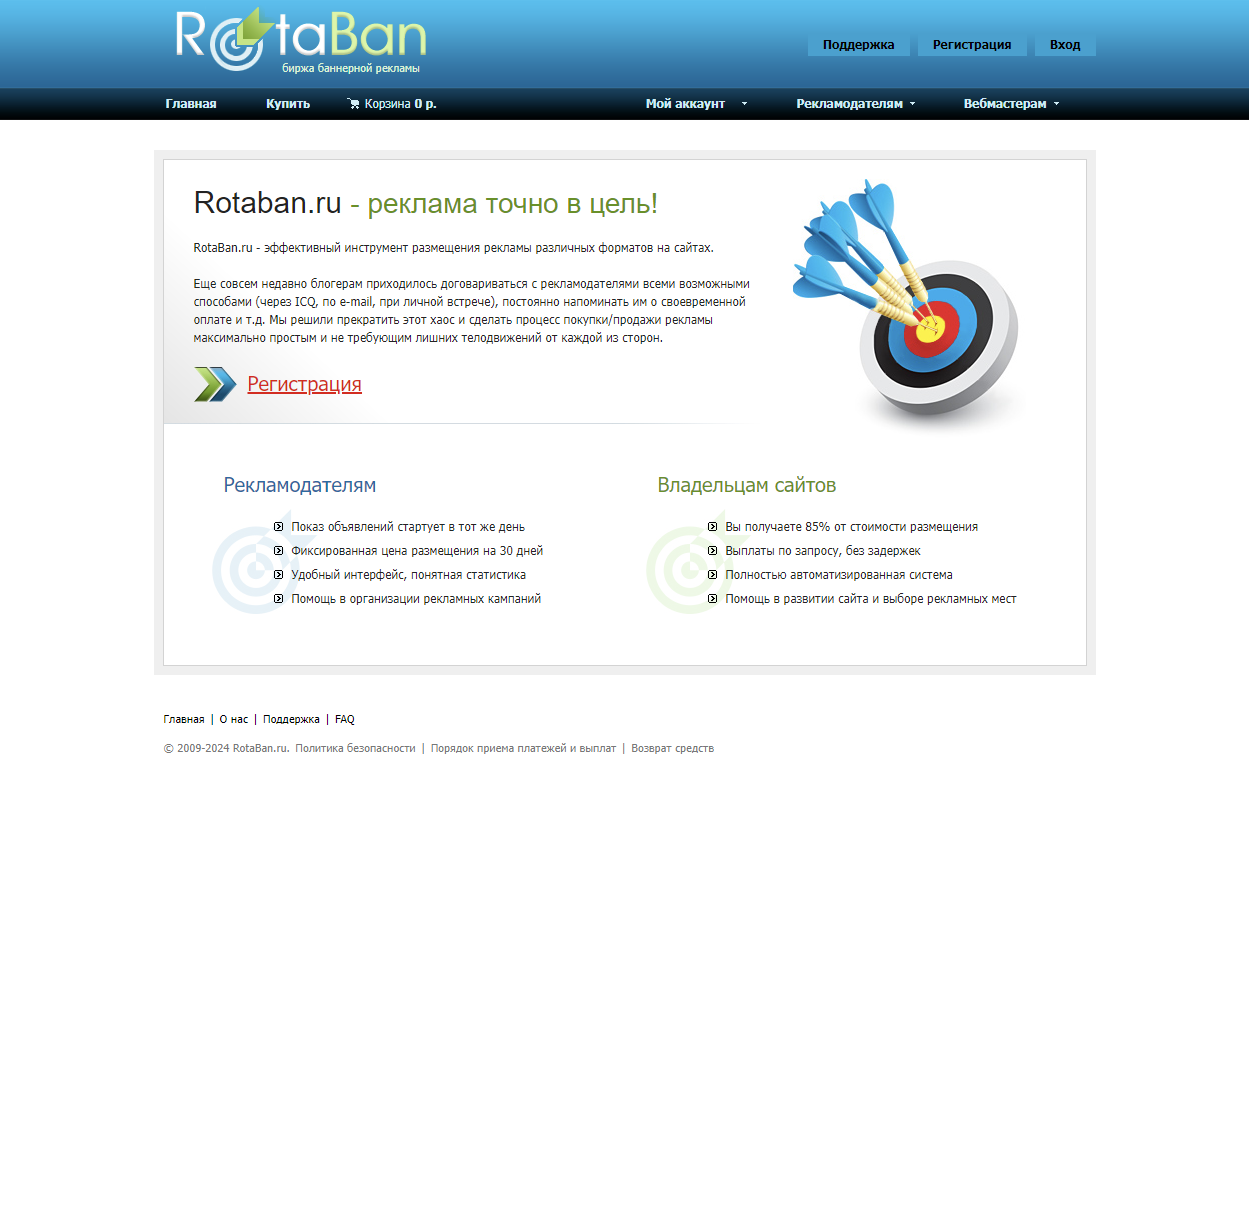 RotaBan
биржа баннерной рекламы
Поддержка Регистрация Вход
Главная Купить Корзина 0 р. Мой аккаунт Рекламодателям Вебмастерам
Rotaban.ru - реклама точно в цель!
RotaBan.ru - эффективный инструмент размещения рекламы различных форматов на сайтах.
Еще совсем недавно блогерам приходилось договариваться с рекламодателями всеми возможными
способами (через ICQ, по e-mail, при личной встрече), постоянно напоминать им о своевременной
оплате и т.д. Мы решили прекратить этот хаос и сделать процесс покупки/продажи рекламы
максимально простым и не требующим лишних телодвижений от каждой из сторон.
Регистрация
Рекламодателям
Показ объявлений стартует в тот же день
Фиксированная цена размещения на 30 дней
Удобный интерфейс, понятная статистика
Помощь в организации рекламных кампаний
Владельцам сайтов
Вы получаете 85% от стоимости размещения
Выплаты по запросу, без задержек
Полностью автоматизированная система
Помощь в развитии сайта и выборе рекламных мест
Главная | О нас | Поддержка | FAQ
© 2009-2024 RotaBan.ru. Политика безопасности | Порядок приема платежей и выплат | Возврат средств